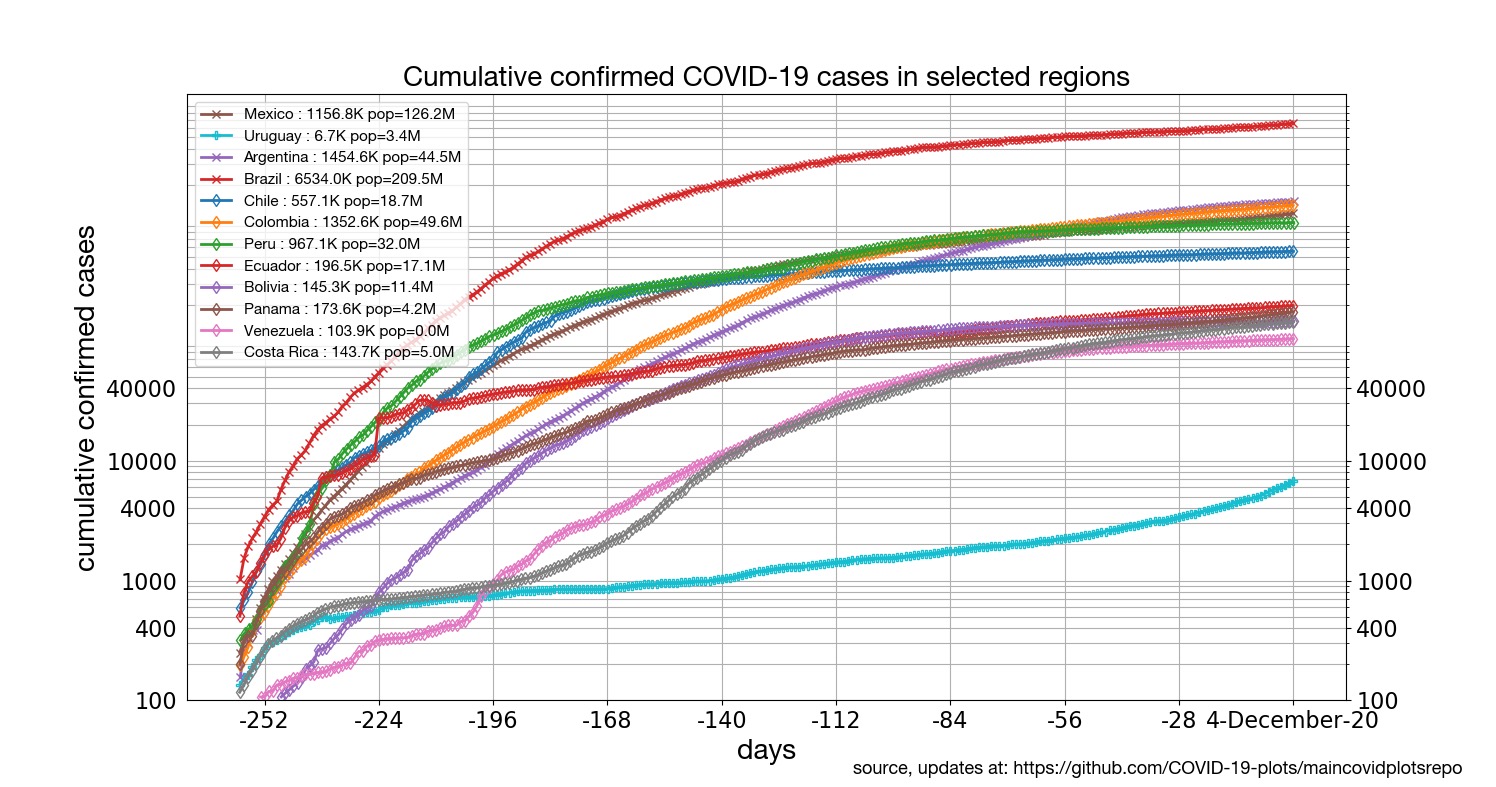 Cumulative confirmed COVID-19 cases in selected regions
Mexico : 1156.8K pop=126.2M
Uruguay : 6.7K pop=3.4M
Argentina : 1454.6K pop=44.5M
Brazil : 6534.0K pop=209.5M
Chile : 557.1K pop=18.7M
Colombia : 1352.6K pop=49.6M
Peru : 967.1K pop=32.0M
Ecuador : 196.5K pop=17.1M
Bolivia : 145.3K pop=11.4M
Panama : 173.6K pop=4.2M
Venezuela : 103.9K pop=0.0M
Costa Rica : 143.7K pop=5.0M
cumulative confirmed cases
40000 40000
10000 10000
4000 4000
1000 1000
400 400
100 100
-252 -224 -196 -168 -140 -112 -84 -56 -28 4-December-20
days
source, updates at: https://github.com/COVID-19-plots/maincovidplotsrepo